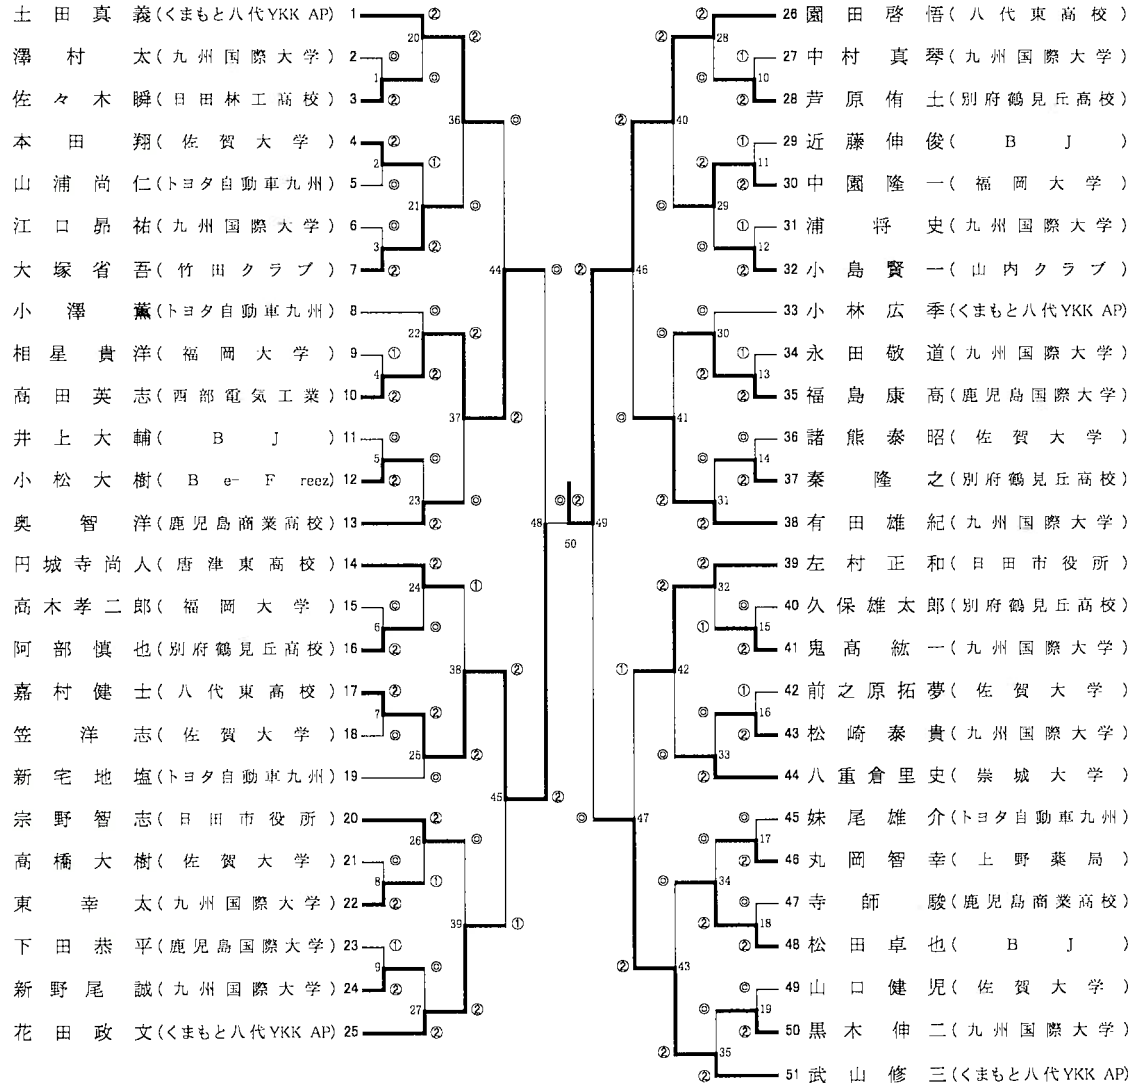 土田真義(くまもと八代YKK AP) 1
澤村太(九州国際大学) 2
佐々木瞬(日田林工高校) 3
本田翔(佐賀大学) 4
山浦尚仁(トヨタ自動車九州) 5
江口昴祐(九州国際大学) 6
大塚省吾(竹田クラブ) 7
小澤薫(トヨタ自動車九州) 8
相星貴洋(福岡大学) 9
高田英志(西部電気工業) 10
井上大輔(BJ) 11
小松大樹(Be-Freez) 12
奥智洋(鹿児島商業高校) 13
円城寺尚人(唐津東高校) 14
高木孝二郎(福岡大学) 15
阿部慎也(別府鶴見丘高校) 16
嘉村健士(八代東高校) 17
笠洋志(佐賀大学) 18
新宅地塩(トヨタ自動車九州) 19
宗野智志(日田市役所) 20
高橋大樹(佐賀大学) 21
東幸太(九州国際大学) 22
下田恭平(鹿児島国際大学) 23
新野尾誠(九州国際大学) 24
花田政文(くまもと八代YKK AP) 25
26 園田啓悟(八代東高校)
27 中村真琴(九州国際大学)
28 芦原侑土(別府鶴見丘高校)
29 近藤伸俊(BJ)
30 中園隆一(福岡大学)
31 浦将史(九州国際大学)
32 小島賢一(山内クラブ)
33 小林広季(くまもと八代YKK AP)
34 永田敬道(九州国際大学)
35 福島康高(鹿児島国際大学)
36 諸熊泰昭(佐賀大学)
37 秦隆之(別府鶴見丘高校)
38 有田雄紀(九州国際大学)
39 左村正和(日田市役所)
40 久保雄太郎(別府鶴見丘高校)
41 鬼高紘一(九州国際大学)
42 前之原拓夢(佐賀大学)
43 松崎泰貴(九州国際大学)
44 八重倉里史(崇城大学)
45 妹尾雄介(トヨタ自動車九州)
46 丸岡智幸(上野薬局)
47 寺師駿(鹿児島商業高校)
48 松田卓也(BJ)
49 山口健児(佐賀大学)
50 黒木伸二(九州国際大学)
51 武山修三(くまもと八代YKK AP)